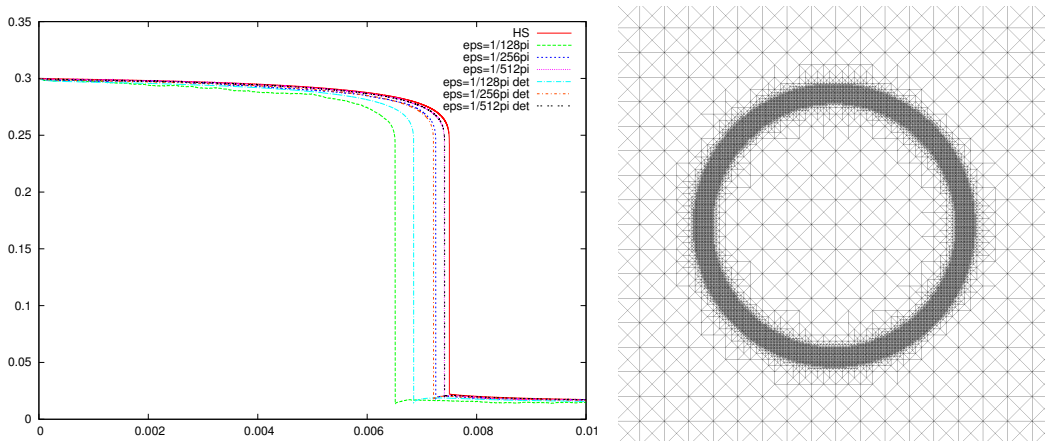 0.35
0.3
0.25
0.2
0.15
0.1
0.05
0
0
0.002
0.004
0.006
0.008
0.01
HS
eps=1/128pi
eps=1/256pi
eps=1/512pi
eps=1/128pi det
eps=1/256pi det
eps=1/512pi det